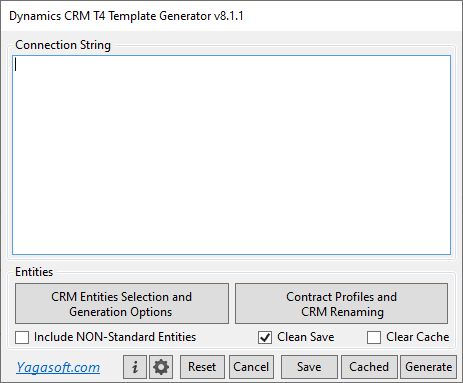 Dynamics CRM T4 Template Generator v8.1.1
Connection String
Entities
CRM Entities Selection and
Generation Options
Contract Profiles and
CRM Renaming
Include NON-Standard Entities
Clean Save
Clear Cache
Yagasoft.com
i
Reset
Cancel
Save
Cached
Generate